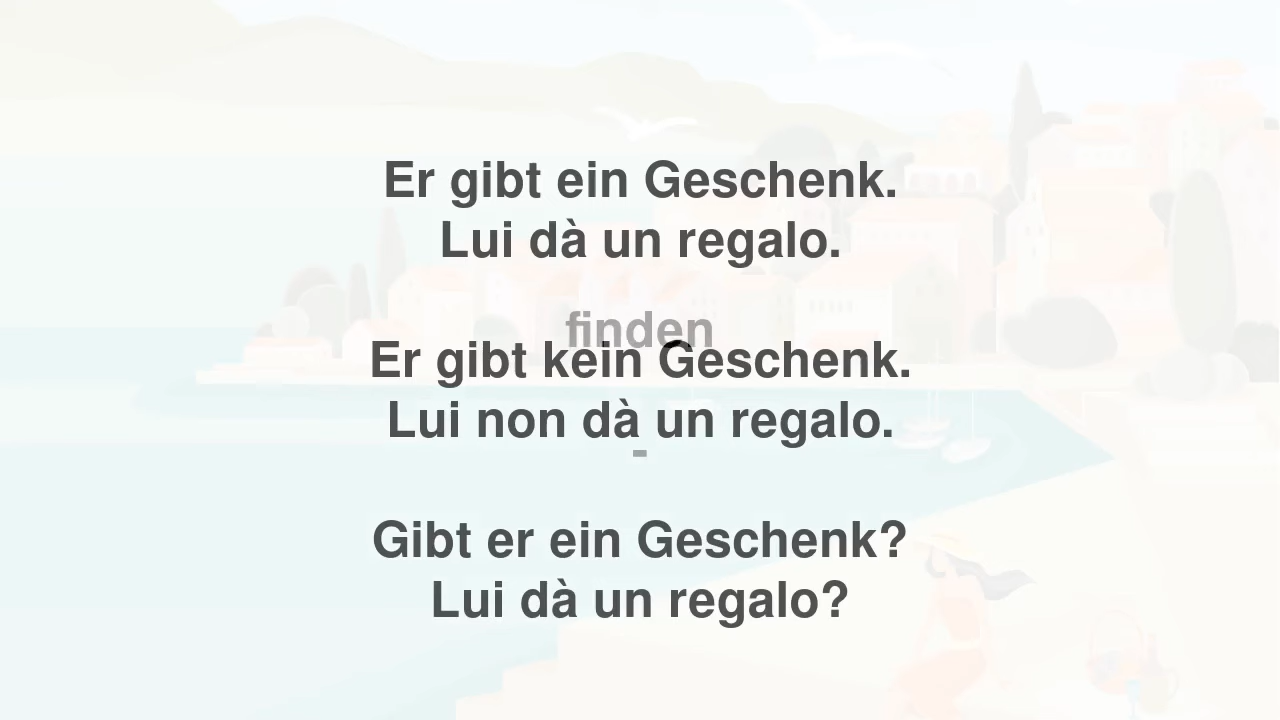 Er gibt ein Geschenk.
Lui dà un regalo.
finden
Er gibt kein Geschenk.
Lui non dà un regalo.
-
Gibt er ein Geschenk?
Lui dà un regalo?